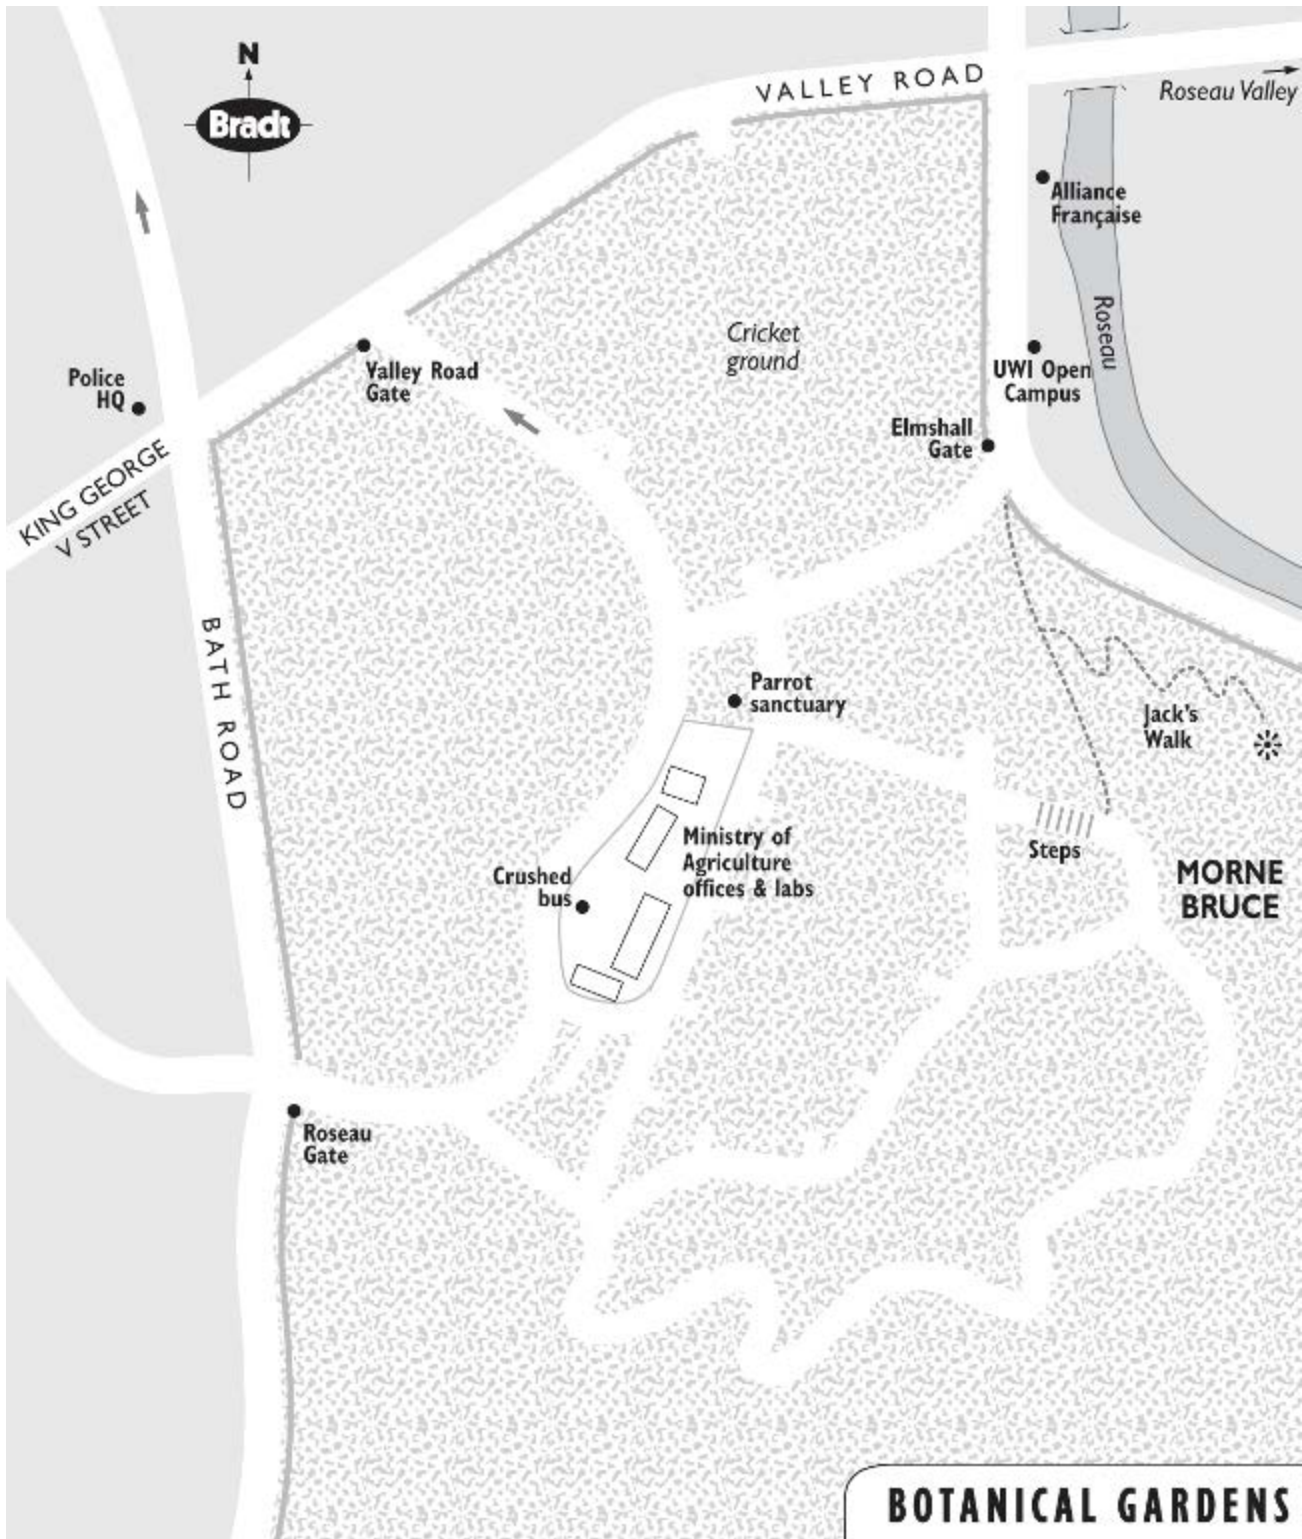 N
Bradt
VALLEY ROAD
Roseau Valley
Alliance
Française
Roseau
Cricket
ground
Valley Road
Gate
Police
HQ
UWI Open
Campus
Elmshall
Gate
KING GEORGE
V STREET
BATH ROAD
Parrot
sanctuary
Jack's
Walk
Ministry of
Agriculture
offices & labs
Steps
Crushed
bus
MORNE
BRUCE
Roseau
Gate
BOTANICAL GARDENS